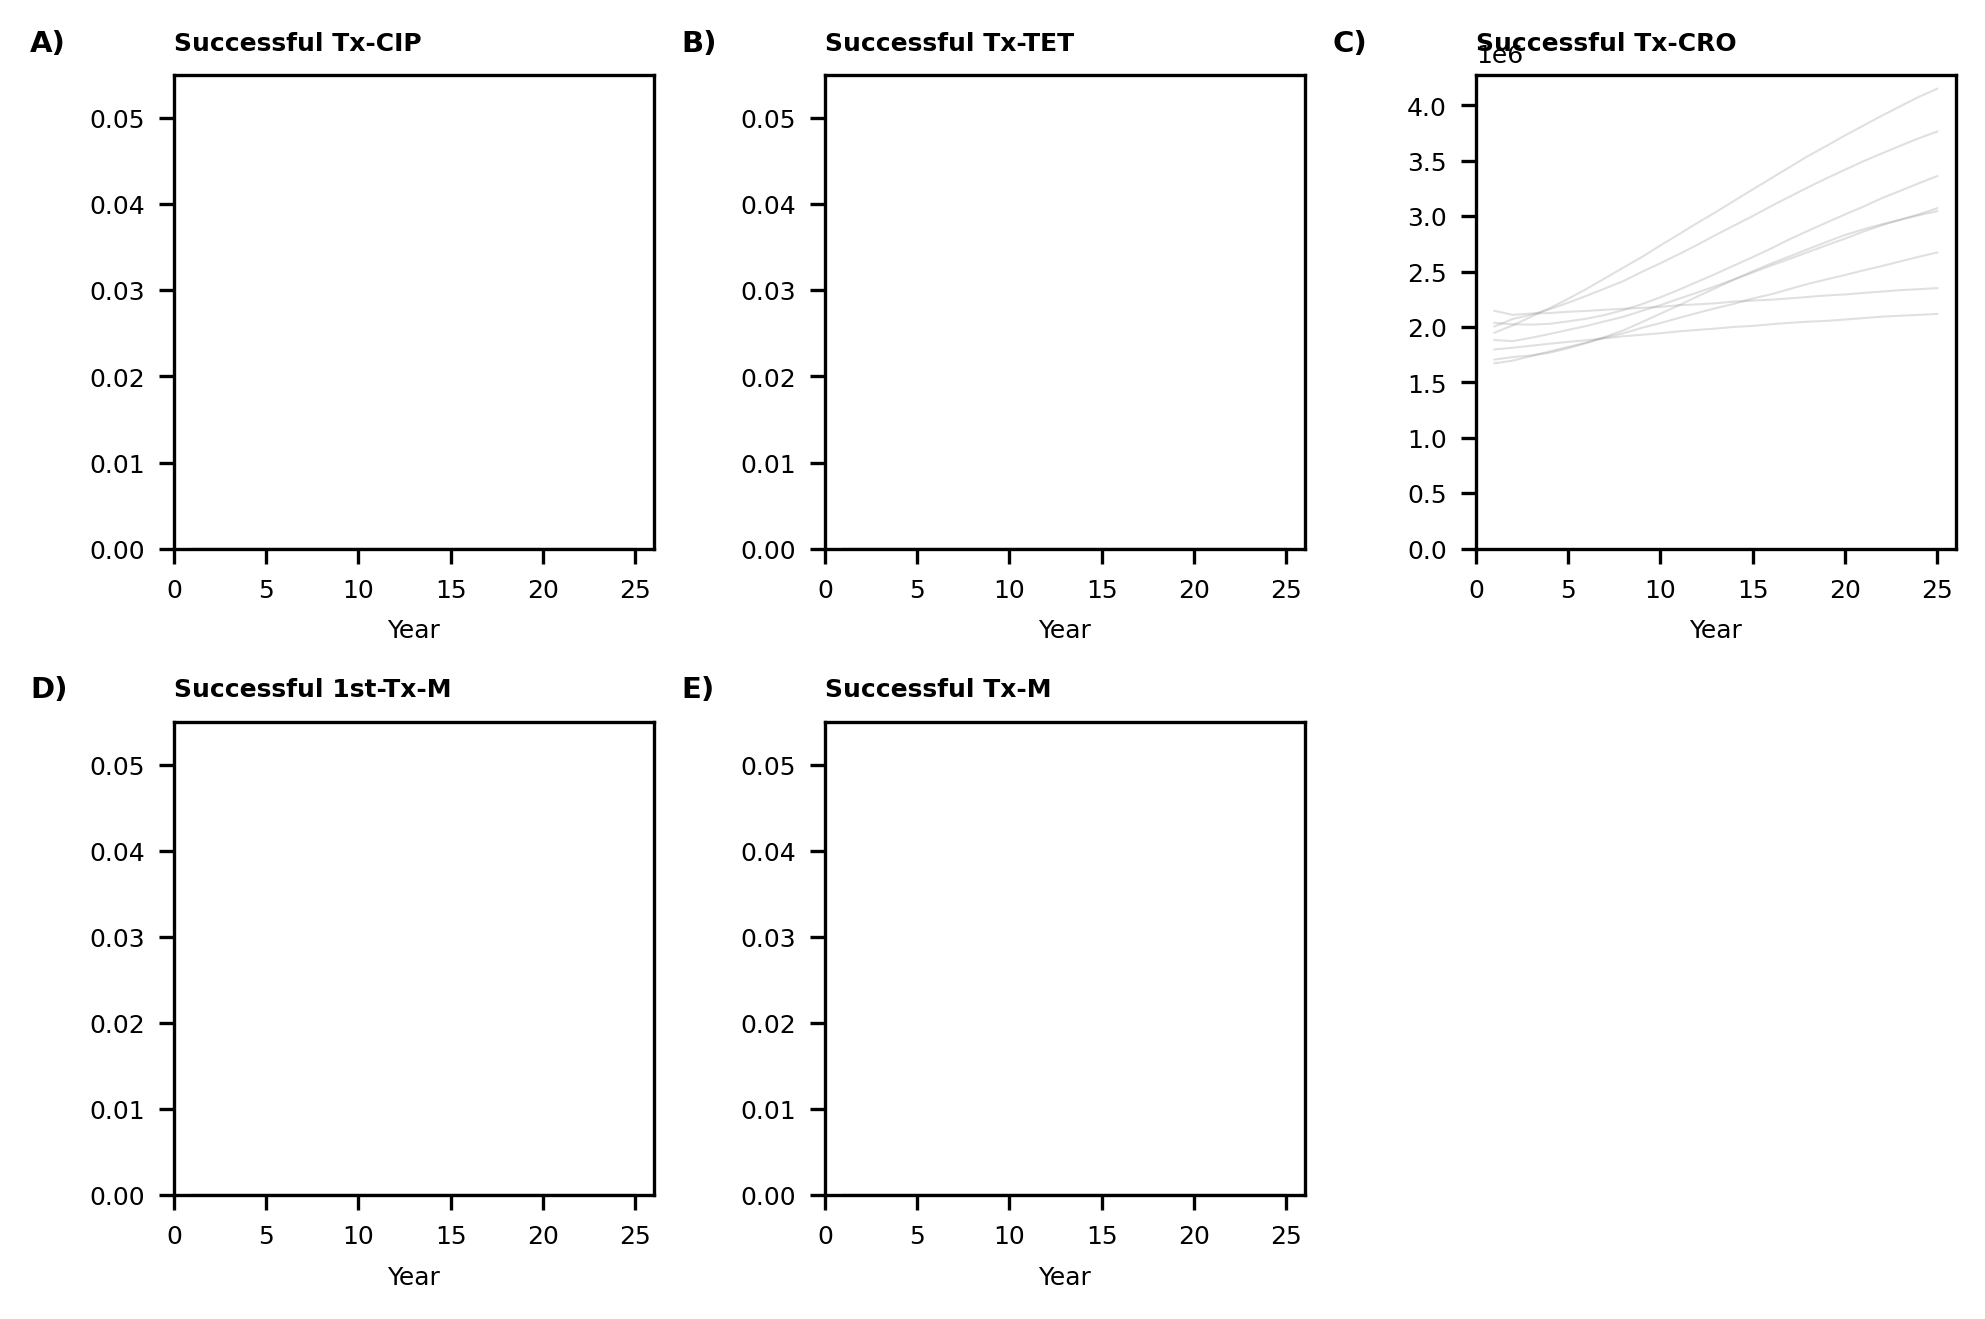 A) Successful Tx-CIP
0.05
0.04
0.03
0.02
0.01
0.00
0 5 10 15 20 25
Year
B) Successful Tx-TET
0.05
0.04
0.03
0.02
0.01
0.00
0 5 10 15 20 25
Year
C) Successful Tx-CRO
1e6
4.0
3.5
3.0
2.5
2.0
1.5
1.0
0.5
0.0
0 5 10 15 20 25
Year
D) Successful 1st-Tx-M
0.05
0.04
0.03
0.02
0.01
0.00
0 5 10 15 20 25
Year
E) Successful Tx-M
0.05
0.04
0.03
0.02
0.01
0.00
0 5 10 15 20 25
Year